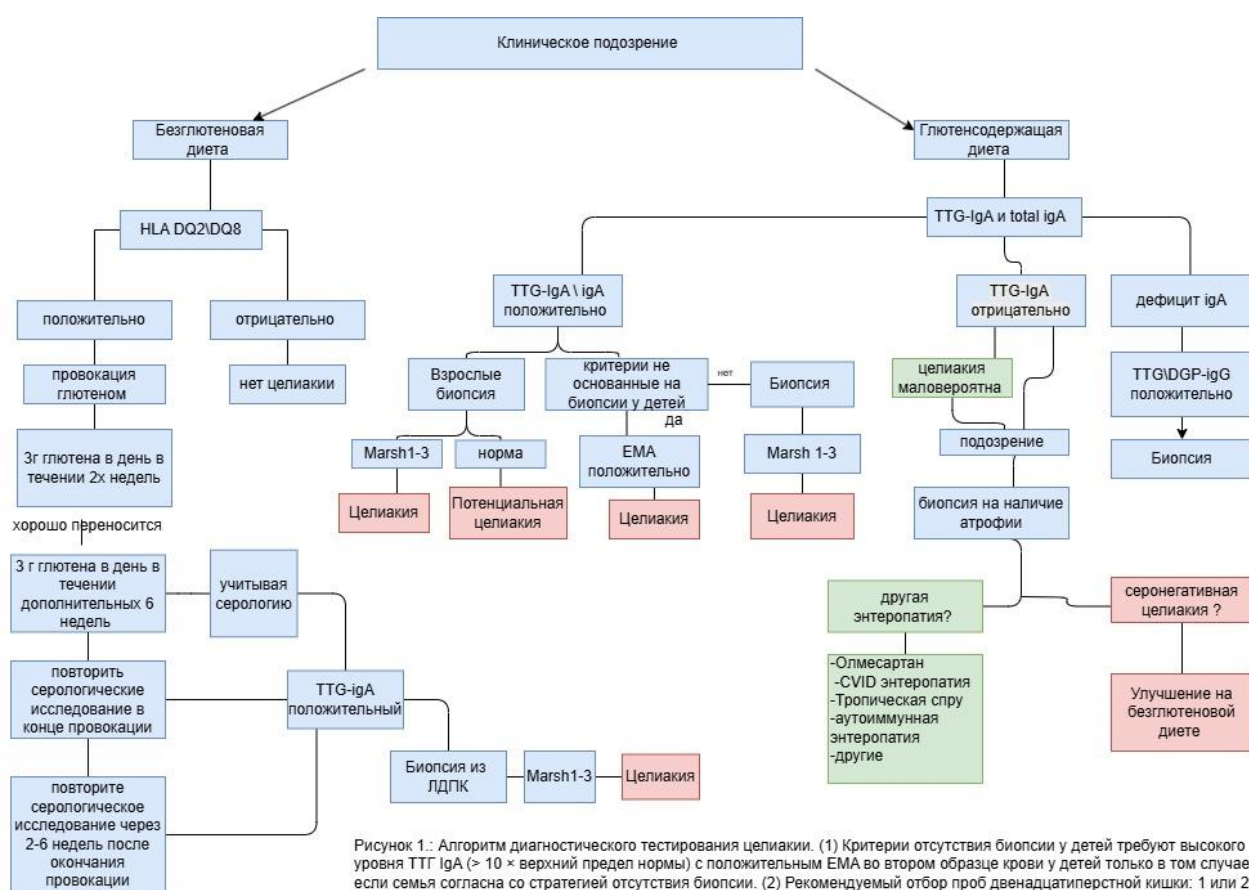 Клиническое подозрение
Безглютеновая
диета
Глютенсодержащая
диета
HLA DQ2\DQ8
TTG-IgA и total igA
положительно
отрицательно
TTG-IgA \ igA
положительно
TTG-IgA
отрицательно
дефицит igA
провокация
глютеном
нет целиакии
Взрослые
биопсия
критерии не
основанные на
биопсии у детей
нет
да
Биопсия
целиакия
маловероятна
TTG\DGP-igG
положительно
3г глютена в день в
течении 2х недель
Marsh1-3
норма
EMA
положительно
Marsh 1-3
подозрение
Биопсия
Целиакия
Потенциальная
целиакия
Целиакия
Целиакия
биопсия на наличие
атрофии
хорошо переносится
3 г глютена в день в
течении
дополнительных 6
недель
учитывая
серологию
другая
энтеропатия?
серонегативная
целиакия ?
повторить
серологические
исследование в
конце провокации
TTG-igA
положительный
-Олмесартан
-CVID энтеропатия
-Тропическая спру
-аутоиммунная
энтеропатия
-другие
Улучшение на
безглютеновой
диете
Биопсия из
ЛДПК
Marsh1-3
Целиакия
повторите
серологическое
исследование через
2-6 недель после
окончания
провокации
Рисунок 1.: Алгоритм диагностического тестирования целиакии. (1) Критерии отсутствия биопсии у детей требуют высокого
уровня ТТГ IgA (> 10 × верхний предел нормы) с положительным EMA во втором образце крови у детей только в том случае,
если семья согласна со стратегией отсутствия биопсии. (2) Рекомендуемый отбор проб двенадцатиперстной кишки: 1 или 2